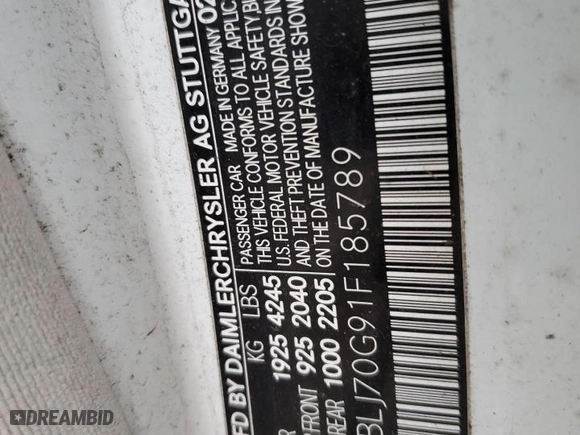 FD BY DAIMLERCHRYSLER AG STUTTGA
02
KG LBS
1925 4245
FRONT 925 2040
REAR 1000 2205
PASSENGER CAR MADE IN GERMANY
THIS VEHICLE CONFORMS TO ALL APPLIC
U.S. FEDERAL MOTOR VEHICLE SAFETY BU
AND THEFT PREVENTION STANDARDS IN
ON THE DATE OF MANUFACTURE SHOW
BLJ70G91F185789
DREAMBID